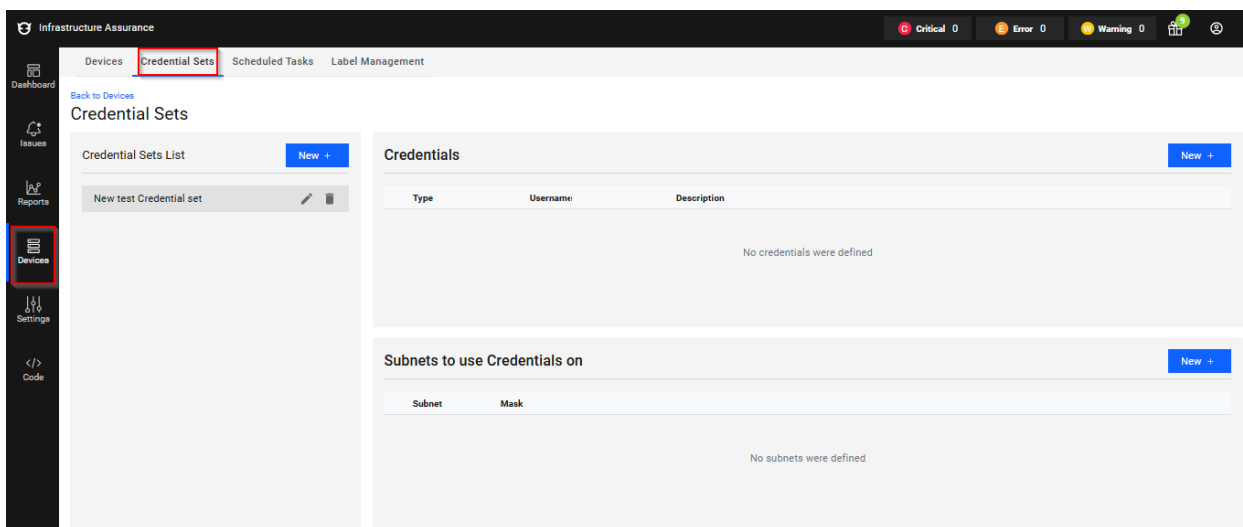 Infrastructure Assurance
C Critical 0
E Error 0
W Warning 0
9
Dashboard
Issues
Reports
Devices
Settings
</>
Code
Devices Credential Sets Scheduled Tasks Label Management
Back to Devices
Credential Sets
Credential Sets List
New +
New test Credential set
Credentials
New +
Type Username Description
No credentials were defined
Subnets to use Credentials on
New +
Subnet Mask
No subnets were defined